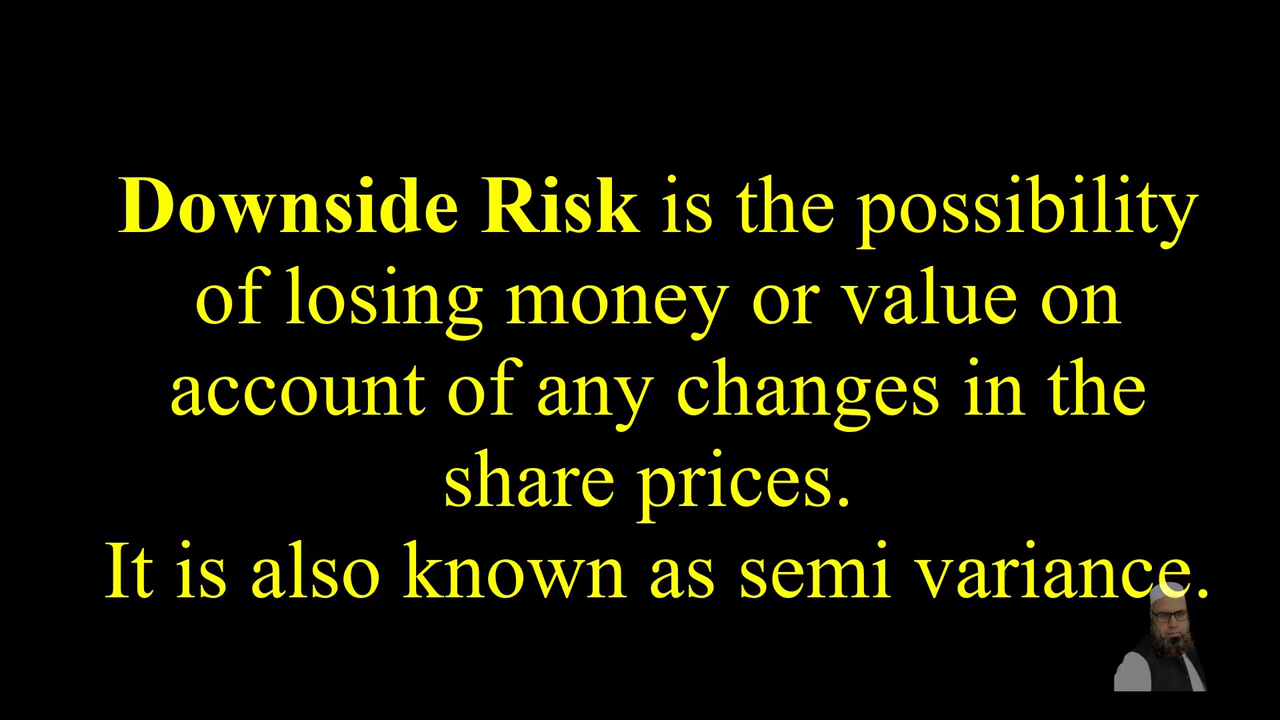 Downside Risk is the possibility
of losing money or value on
account of any changes in the
share prices.
It is also known as semi variance.